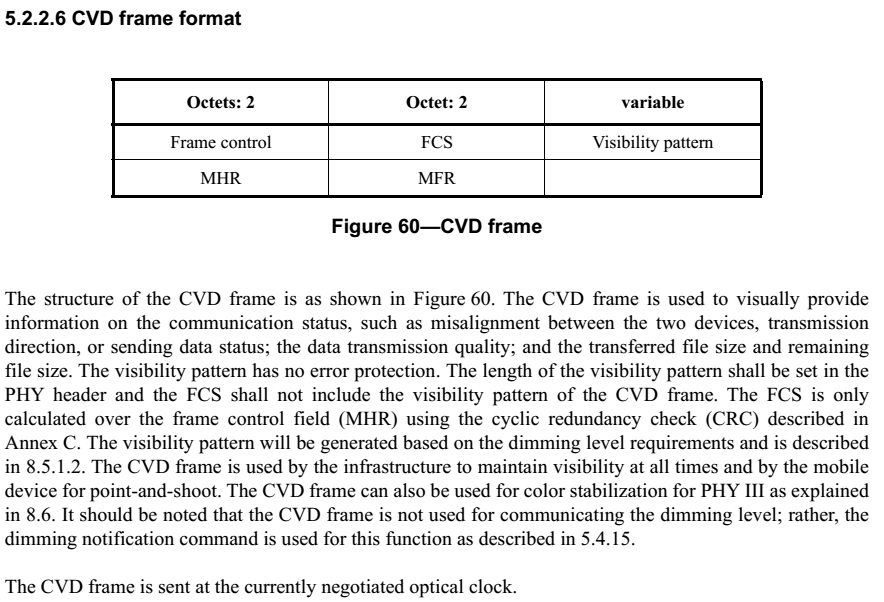 5.2.2.6 CVD frame format
Octets: 2 Octet: 2 variable
Frame control FCS Visibility pattern
MHR MFR
Figure 60—CVD frame
The structure of the CVD frame is as shown in Figure 60. The CVD frame is used to visually provide
information on the communication status, such as misalignment between the two devices, transmission
direction, or sending data status; the data transmission quality; and the transferred file size and remaining
file size. The visibility pattern has no error protection. The length of the visibility pattern shall be set in the
PHY header and the FCS shall not include the visibility pattern of the CVD frame. The FCS is only
calculated over the frame control field (MHR) using the cyclic redundancy check (CRC) described in
Annex C. The visibility pattern will be generated based on the dimming level requirements and is described
in 8.5.1.2. The CVD frame is used by the infrastructure to maintain visibility at all times and by the mobile
device for point-and-shoot. The CVD frame can also be used for color stabilization for PHY III as explained
in 8.6. It should be noted that the CVD frame is not used for communicating the dimming level; rather, the
dimming notification command is used for this function as described in 5.4.15.
The CVD frame is sent at the currently negotiated optical clock.